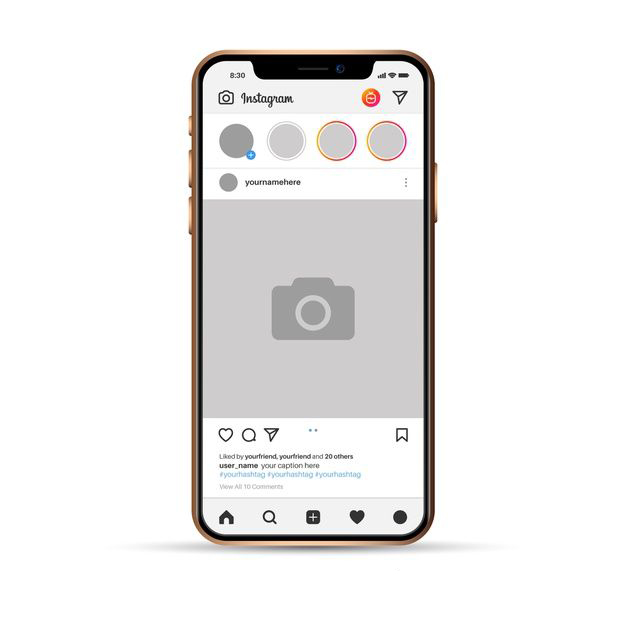 8:30
Instagram
yournamehere
Liked by yourfriend, yourfriend and 20 others
user_name your caption here
#yourhashtag #yourhashtag #yourhashtag
View All 10 Comments